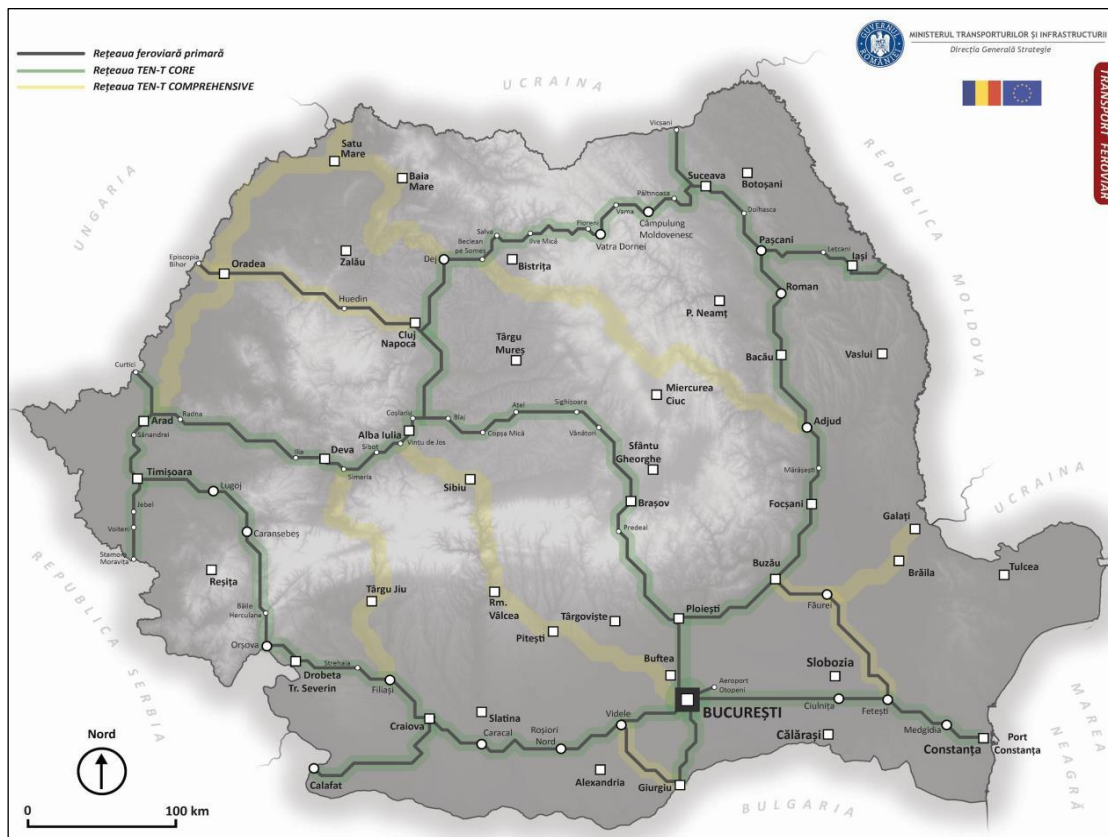 Rețeaua feroviară primară
Rețeaua TEN-T CORE
Rețeaua TEN-T COMPREHENSIVE
GUVERNUL ROMÂNIEI
MINISTERUL TRANSPORTURILOR ȘI INFRASTRUCTURII
Direcția Generală Strategie
TRANSPORT FEROVIAR
UCRAINA
UNGARIA
REPUBLICA MOLDOVA
Vicșani
Satu
Mare
Baia
Mare
Suceava
Botoșani
Păltinoasa
Vama
Câmpulung
Moldovenesc
Dolhasca
Floreni
Vatra Dornei
Salva
Ilva Mică
Beclean
pe Someș
Dej
Bistrița
Pașcani
Lețcani
Iași
Zalău
Episcopia
Bihor
Oradea
Huedin
Cluj
Napoca
Roman
P. Neamț
Târgu
Mureș
Bacău
Vaslui
Miercurea
Ciuc
Curtici
Arad
Radna
Sânandrei
Coșlariu
Blaj
Ațel
Sighișoara
Copșa Mică
Vânători
Alba Iulia
Vințu de Jos
Șibot
Deva
Ilia
Simeria
Adjud
Mărășești
Sfântu
Gheorghe
Sibiu
Brașov
Predeal
Focșani
Timișoara
Lugoj
Jebel
Voiteni
Stamora
Moravița
Caransebeș
Reșița
UCRAINA
Galați
Brăila
Tulcea
Buzău
Făurei
REPUBLICA SERBIA
Băile
Herculane
Târgu Jiu
Rm.
Vâlcea
Târgoviște
Pitești
Ploiești
Orșova
Drobeta
Tr. Severin
Strehaia
Filiași
Buftea
Aeroport
Otopeni
BUCUREȘTI
Slobozia
Ciulnița
Fetești
Medgidia
Constanța
Port
Constanța
Craiova
Slatina
Caracal
Roșiori
Nord
Videle
Călărași
Alexandria
Giurgiu
Calafat
MAREA NEAGRĂ
BULGARIA
Nord
0
100 km